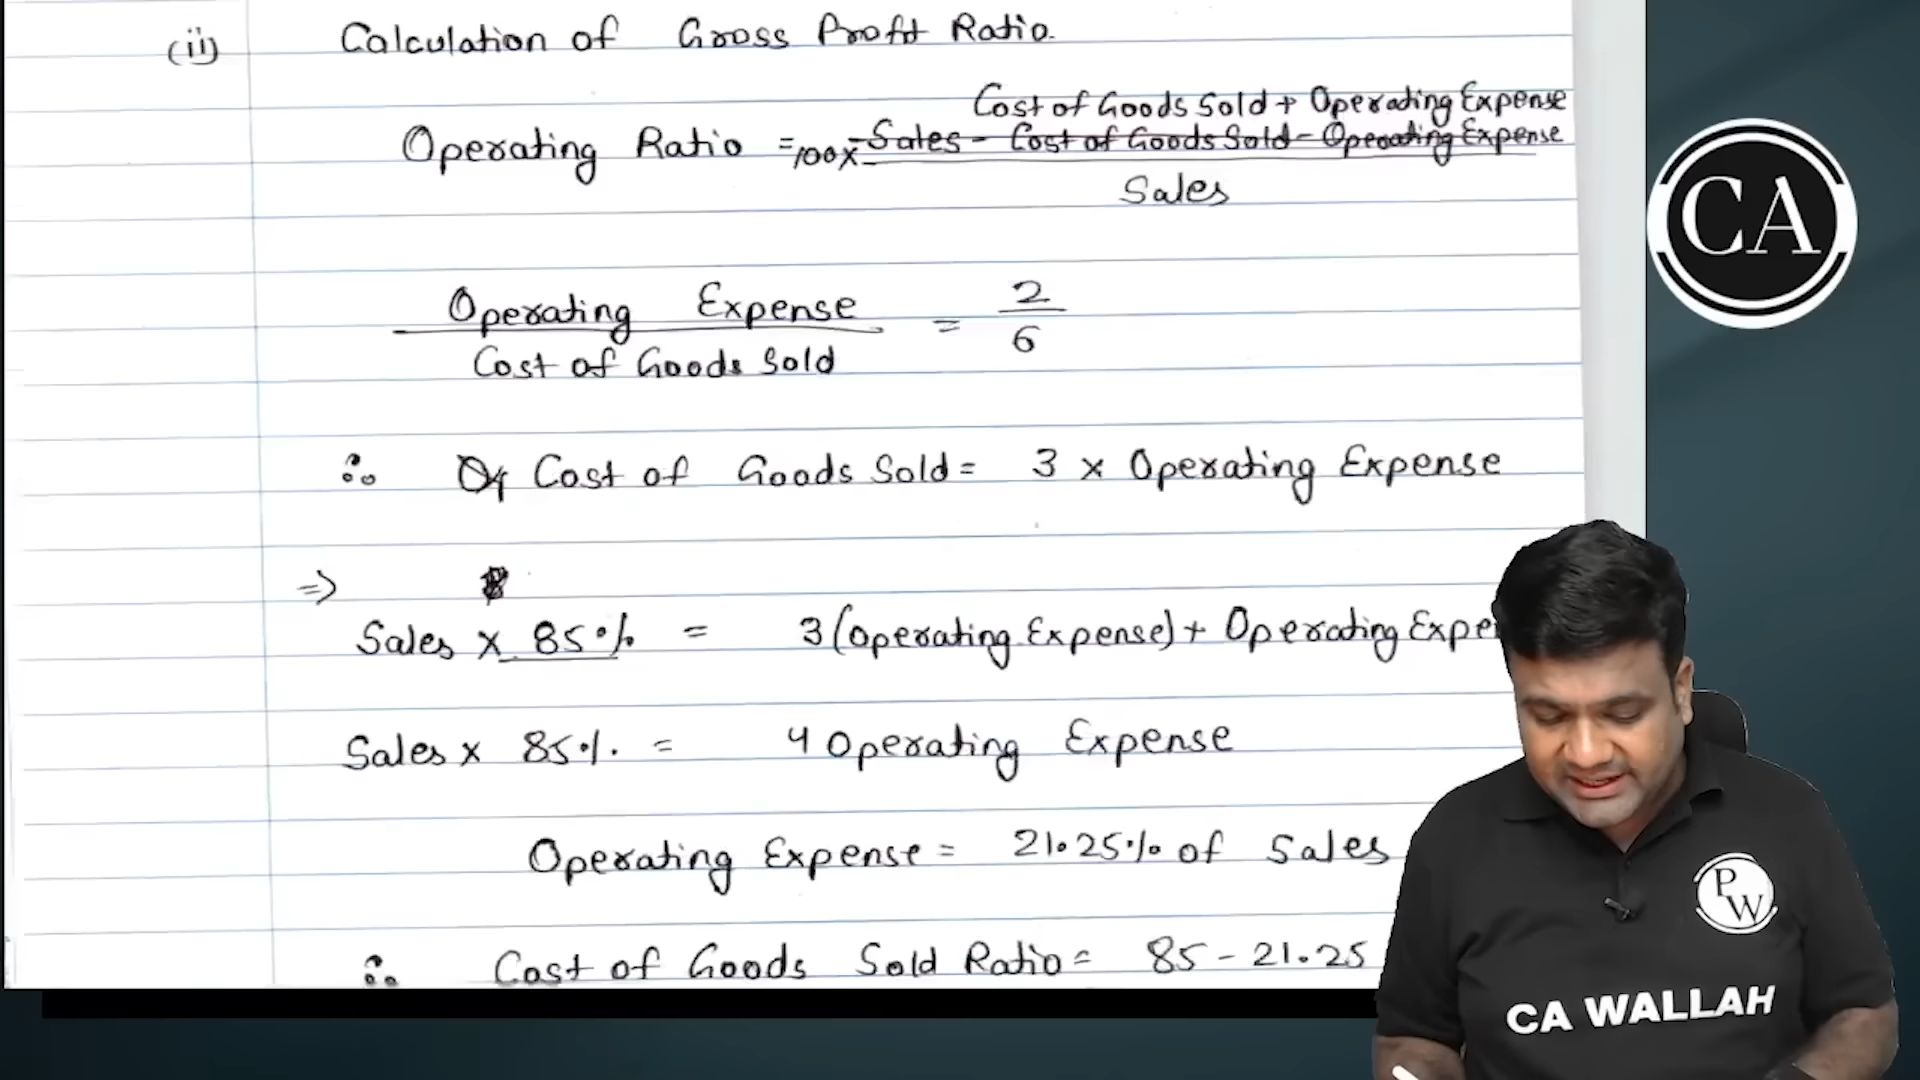 (ii) Calculation of Gross Profit Ratio.
Cost of Goods Sold + Operating Expense
Operating Ratio = 100 x Sales - Cost of Goods Sold - Operating Expense
Sales
Operating Expense = 2
Cost of Goods Sold 6
∴ Cost of Goods Sold = 3 x Operating Expense
⇒
Sales x 85% = 3 (Operating Expense) + Operating Expe
Sales x 85% = 4 Operating Expense
Operating Expense = 21.25% of Sales
∴ Cost of Goods Sold Ratio = 85 - 21.25
CA
PW
CA WALLAH